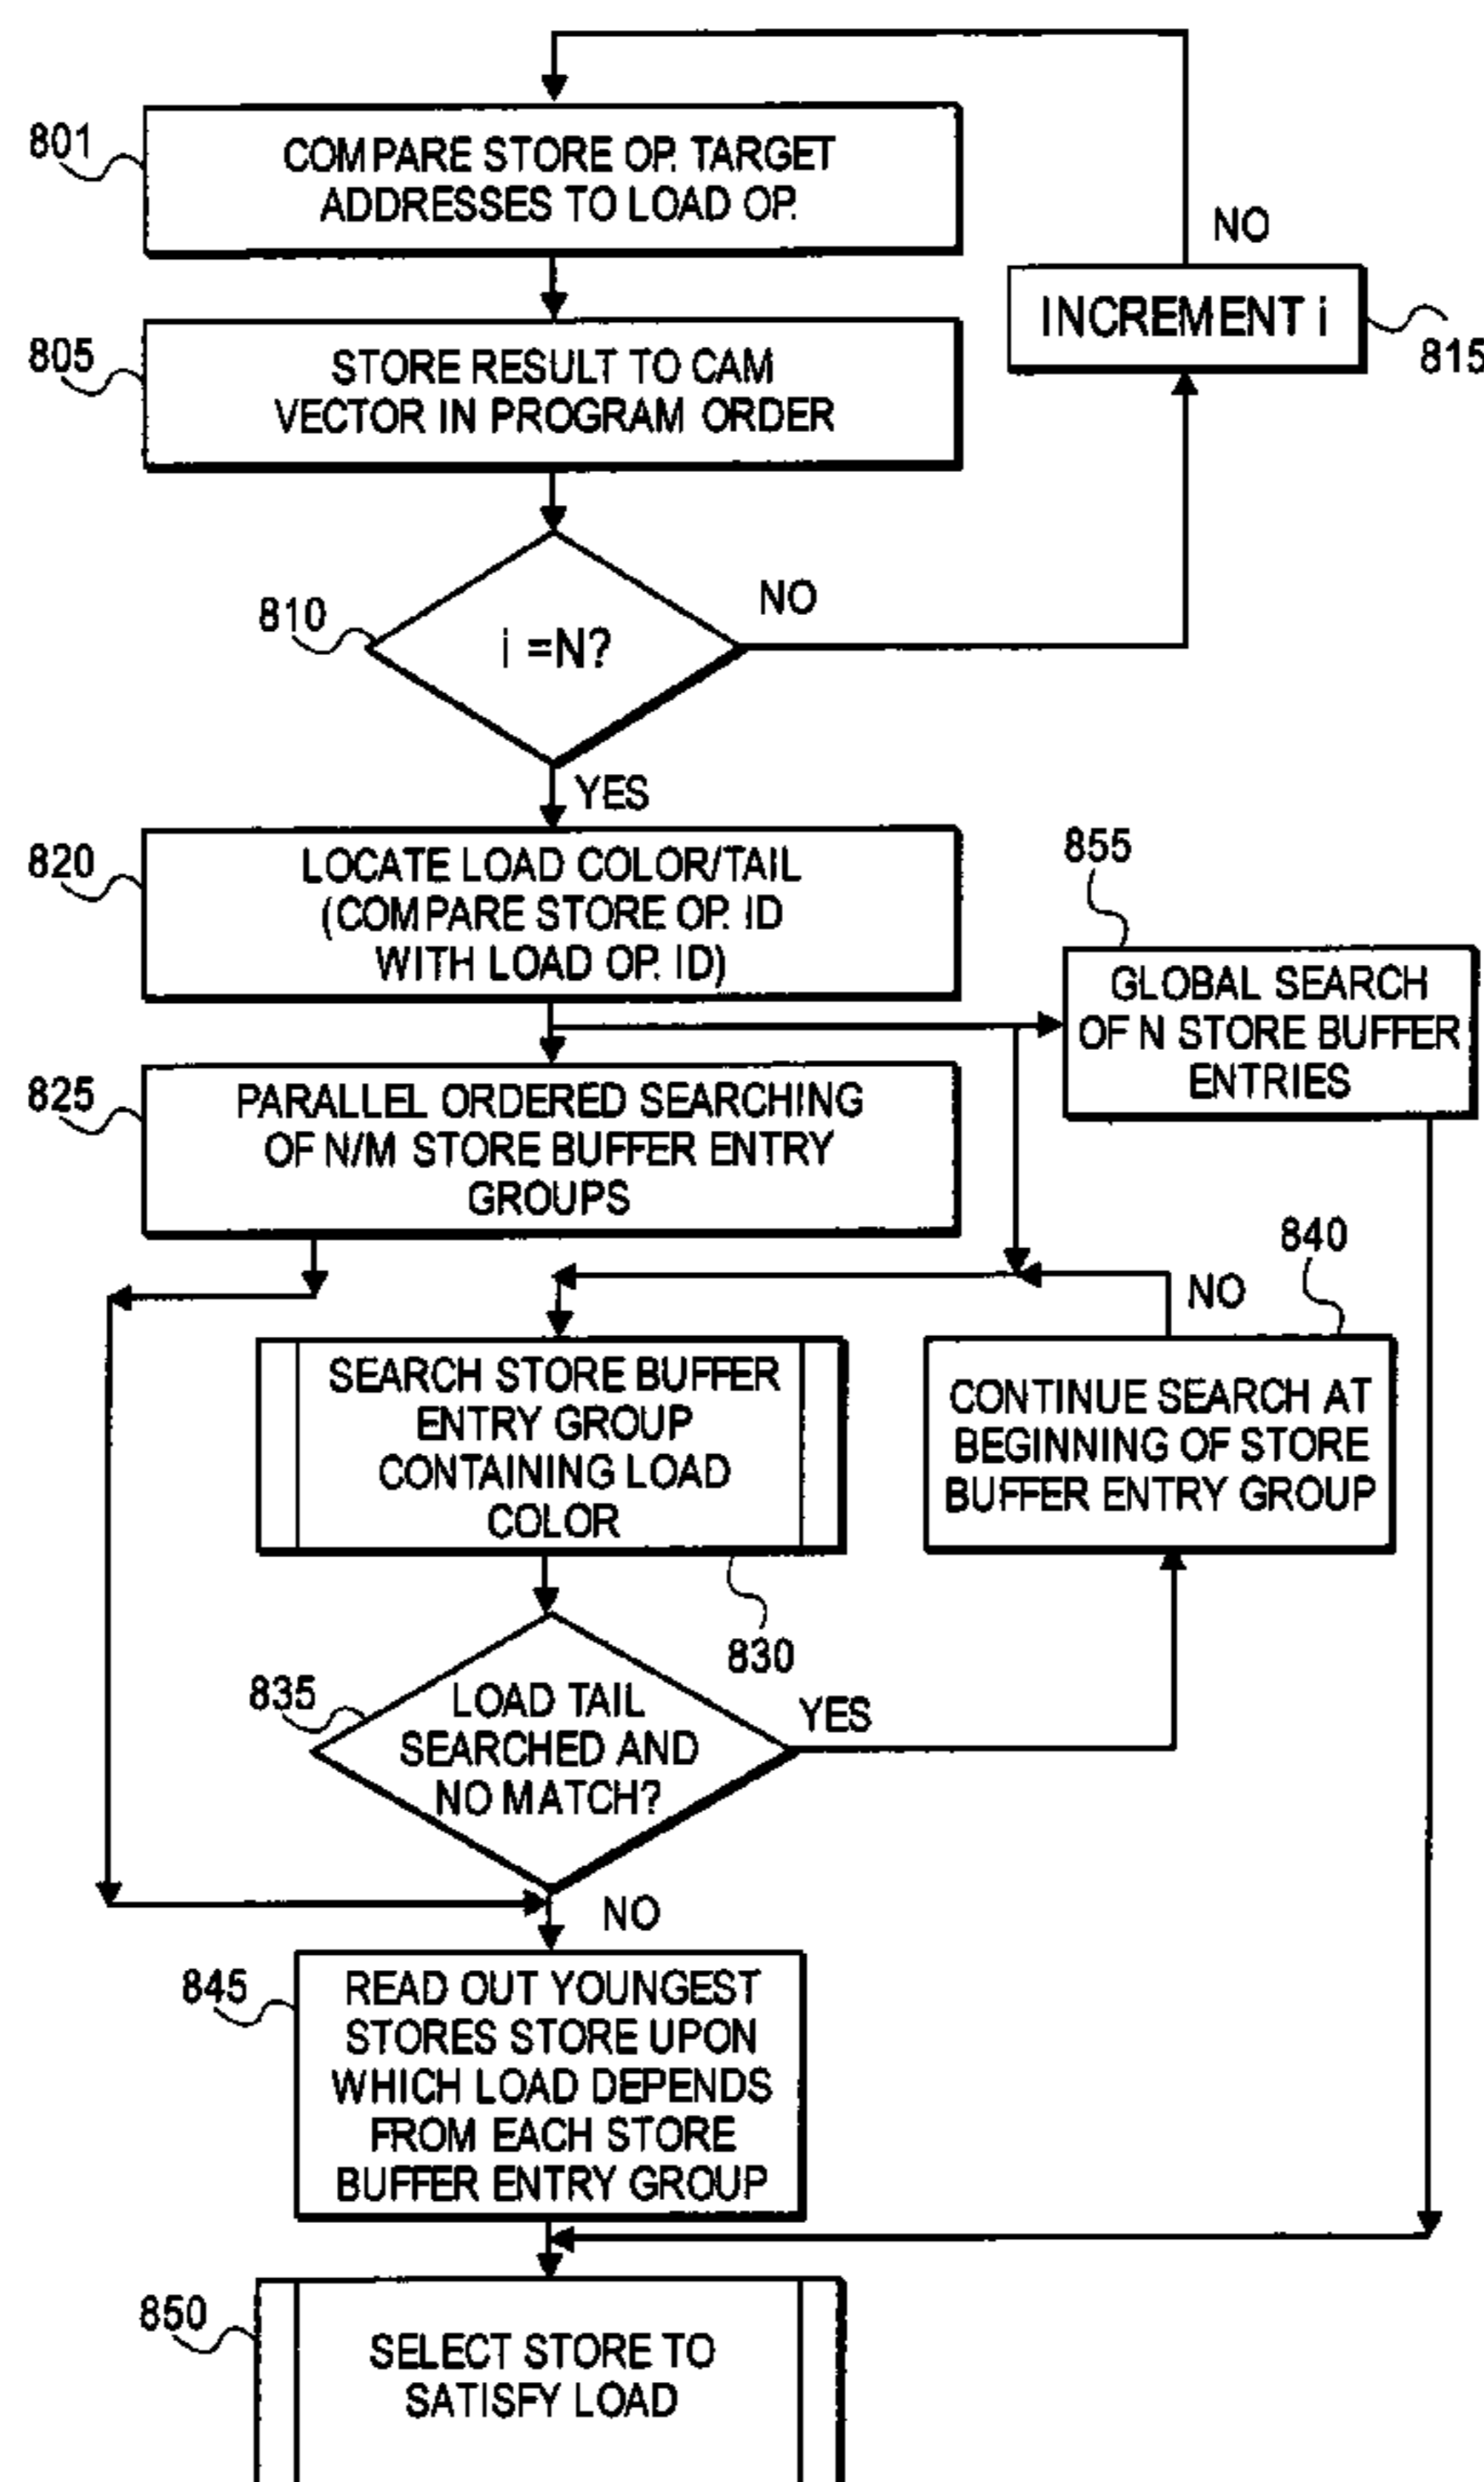 801
COMPARE STORE OP. TARGET
ADDRESSES TO LOAD OP.
NO
INCREMENT i
815
805
STORE RESULT TO CAM
VECTOR IN PROGRAM ORDER
810
i =N?
NO
YES
820
LOCATE LOAD COLOR/TAIL
(COMPARE STORE OP. ID
WITH LOAD OP. ID)
855
GLOBAL SEARCH
OF N STORE BUFFER
ENTRIES
825
PARALLEL ORDERED SEARCHING
OF N/M STORE BUFFER ENTRY
GROUPS
840
NO
SEARCH STORE BUFFER
ENTRY GROUP
CONTAINING LOAD
COLOR
CONTINUE SEARCH AT
BEGINNING OF STORE
BUFFER ENTRY GROUP
830
835
LOAD TAIL
SEARCHED AND
NO MATCH?
YES
NO
845
READ OUT YOUNGEST
STORES STORE UPON
WHICH LOAD DEPENDS
FROM EACH STORE
BUFFER ENTRY GROUP
850
SELECT STORE TO
SATISFY LOAD